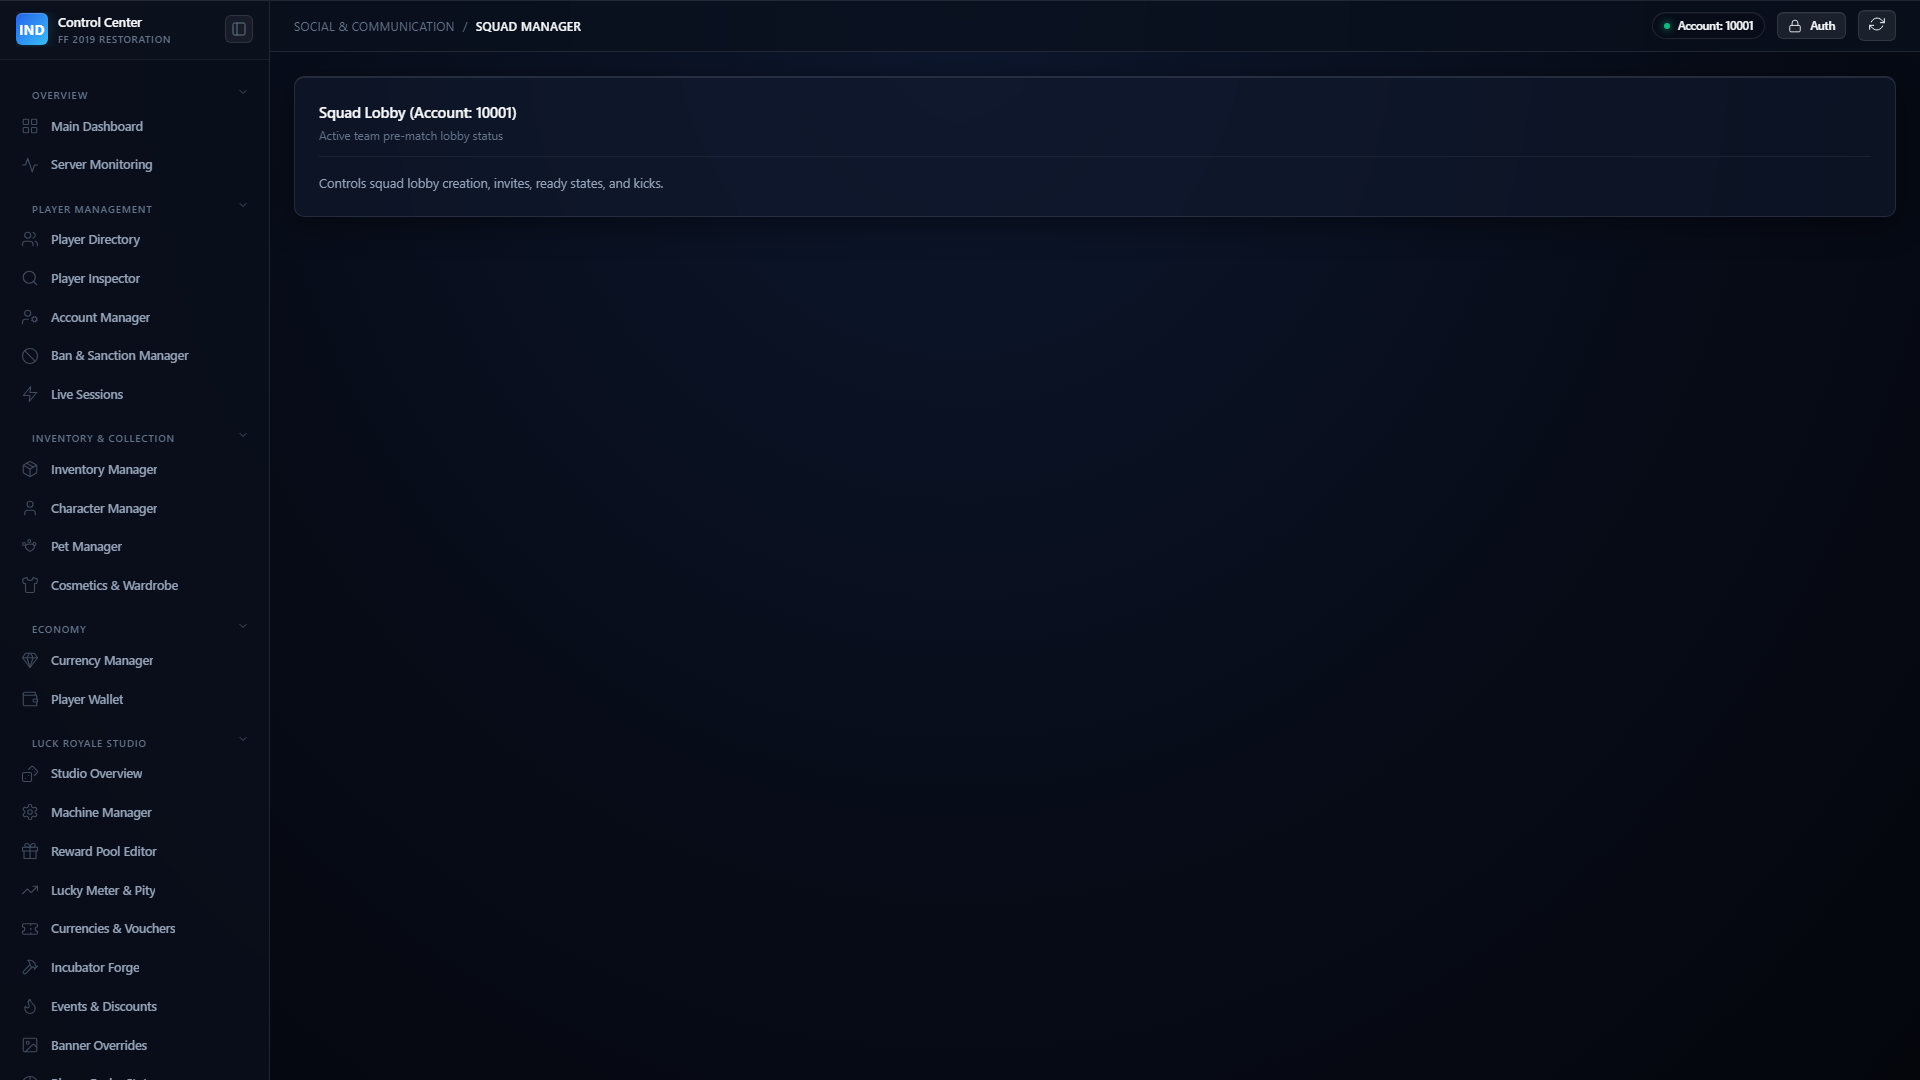 IND
Control Center
FF 2019 RESTORATION
SOCIAL & COMMUNICATION / SQUAD MANAGER
Account: 10001
Auth
OVERVIEW
Main Dashboard
Server Monitoring
PLAYER MANAGEMENT
Player Directory
Player Inspector
Account Manager
Ban & Sanction Manager
Live Sessions
INVENTORY & COLLECTION
Inventory Manager
Character Manager
Pet Manager
Cosmetics & Wardrobe
ECONOMY
Currency Manager
Player Wallet
LUCK ROYALE STUDIO
Studio Overview
Machine Manager
Reward Pool Editor
Lucky Meter & Pity
Currencies & Vouchers
Incubator Forge
Events & Discounts
Banner Overrides
Squad Lobby (Account: 10001)
Active team pre-match lobby status
Controls squad lobby creation, invites, ready states, and kicks.